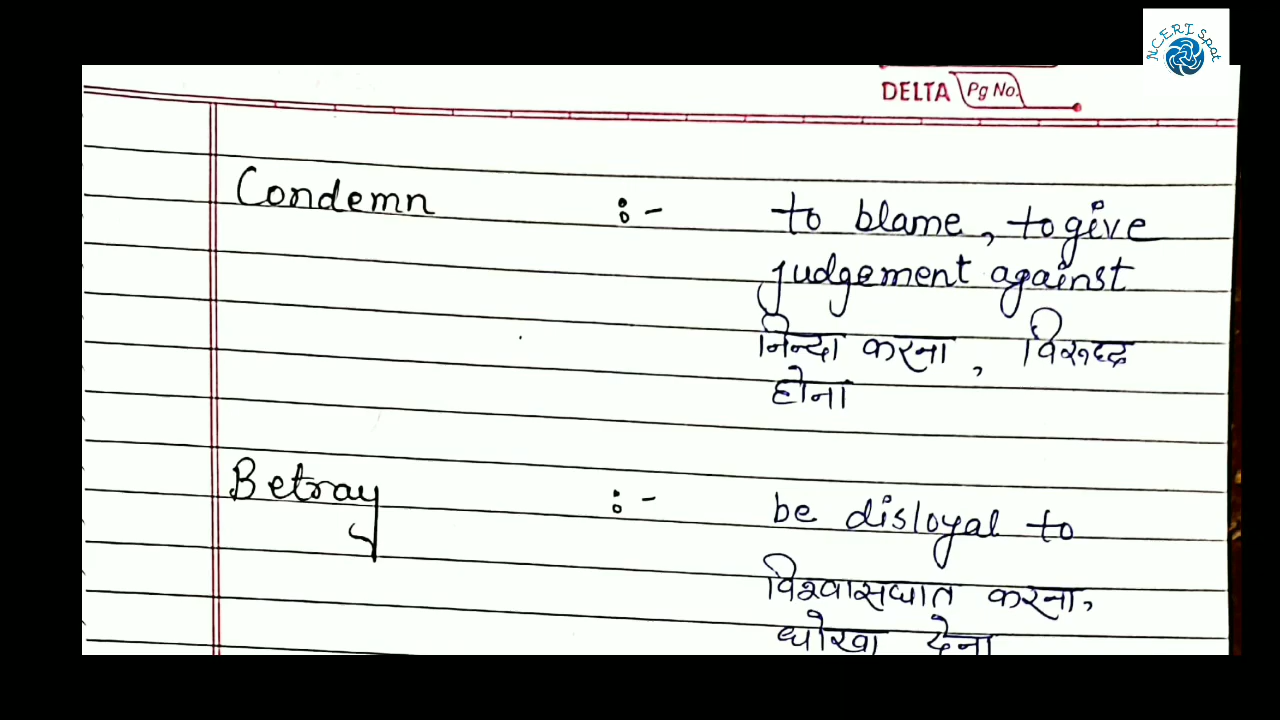 NCERT Spot
DELTA Pg No.
Condemn :- to blame, to give
judgement against
निन्दा करना, विरुध्द
होना
Betray :- be disloyal to
विश्वासघात करना,
धोखा देना